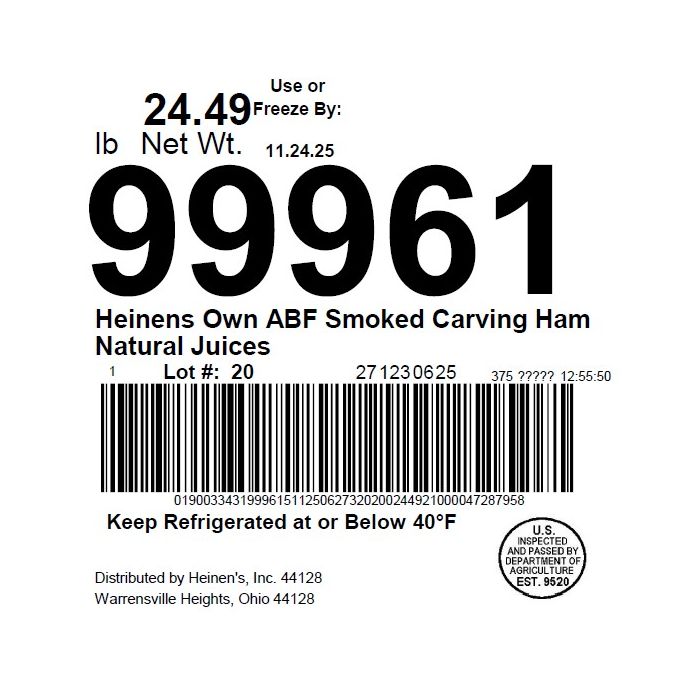 Use or
24.49 Freeze By:
lb Net Wt. 11.24.25
99961
Heinens Own ABF Smoked Carving Ham
Natural Juices
1 Lot #: 20 271230625 375 ????? 12:55:50
019003343199961511250627320200244921000047287958
Keep Refrigerated at or Below 40°F
U.S.
INSPECTED
AND PASSED BY
DEPARTMENT OF
AGRICULTURE
EST. 9520
Distributed by Heinen's, Inc. 44128
Warrensville Heights, Ohio 44128